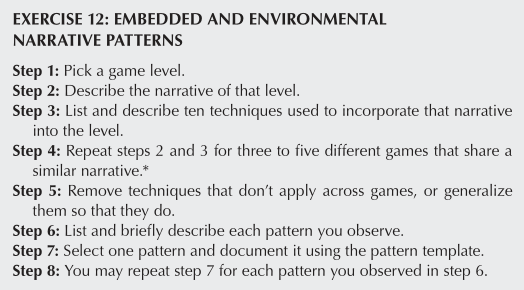 EXERCISE 12: EMBEDDED AND ENVIRONMENTAL
NARRATIVE PATTERNS
Step 1: Pick a game level.
Step 2: Describe the narrative of that level.
Step 3: List and describe ten techniques used to incorporate that narrative
into the level.
Step 4: Repeat steps 2 and 3 for three to five different games that share a
similar narrative.*
Step 5: Remove techniques that don't apply across games, or generalize
them so that they do.
Step 6: List and briefly describe each pattern you observe.
Step 7: Select one pattern and document it using the pattern template.
Step 8: You may repeat step 7 for each pattern you observed in step 6.